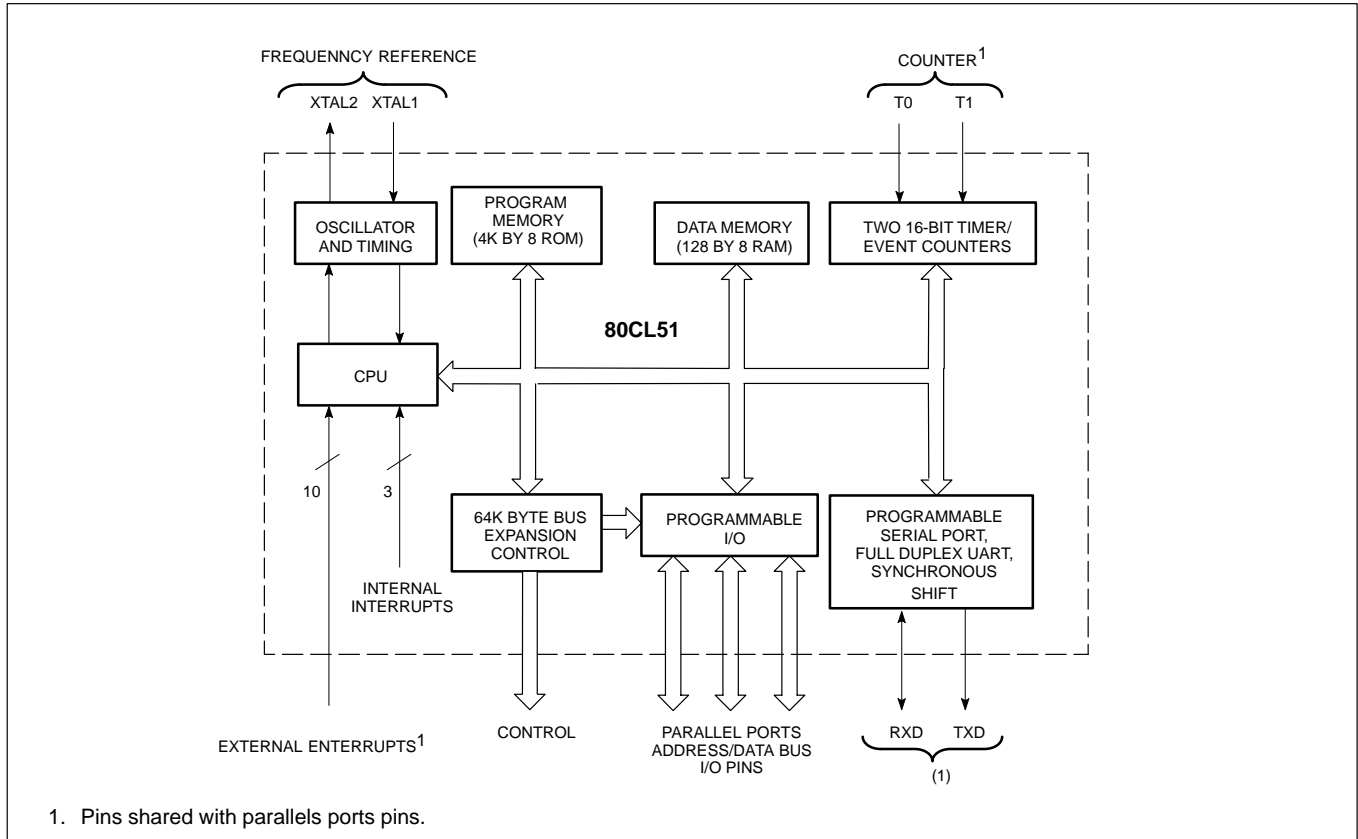 FREQUENNCY REFERENCE
COUNTER1
XTAL2 XTAL1
T0 T1
OSCILLATOR
AND TIMING
PROGRAM
MEMORY
(4K BY 8 ROM)
DATA MEMORY
(128 BY 8 RAM)
TWO 16-BIT TIMER/
EVENT COUNTERS
80CL51
CPU
10
3
64K BYTE BUS
EXPANSION
CONTROL
PROGRAMMABLE
I/O
PROGRAMMABLE
SERIAL PORT,
FULL DUPLEX UART,
SYNCHRONOUS
SHIFT
INTERNAL
INTERRUPTS
EXTERNAL ENTERRUPTS1
CONTROL
PARALLEL PORTS
ADDRESS/DATA BUS
I/O PINS
RXD TXD
(1)
1. Pins shared with parallels ports pins.